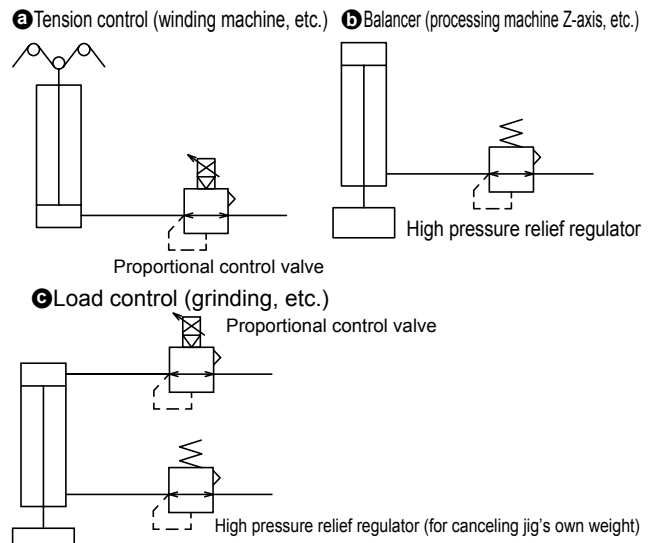 ⓐTension control (winding machine, etc.)
ⓑBalancer (processing machine Z-axis, etc.)
High pressure relief regulator
Proportional control valve
ⓒLoad control (grinding, etc.)
Proportional control valve
High pressure relief regulator (for canceling jig's own weight)